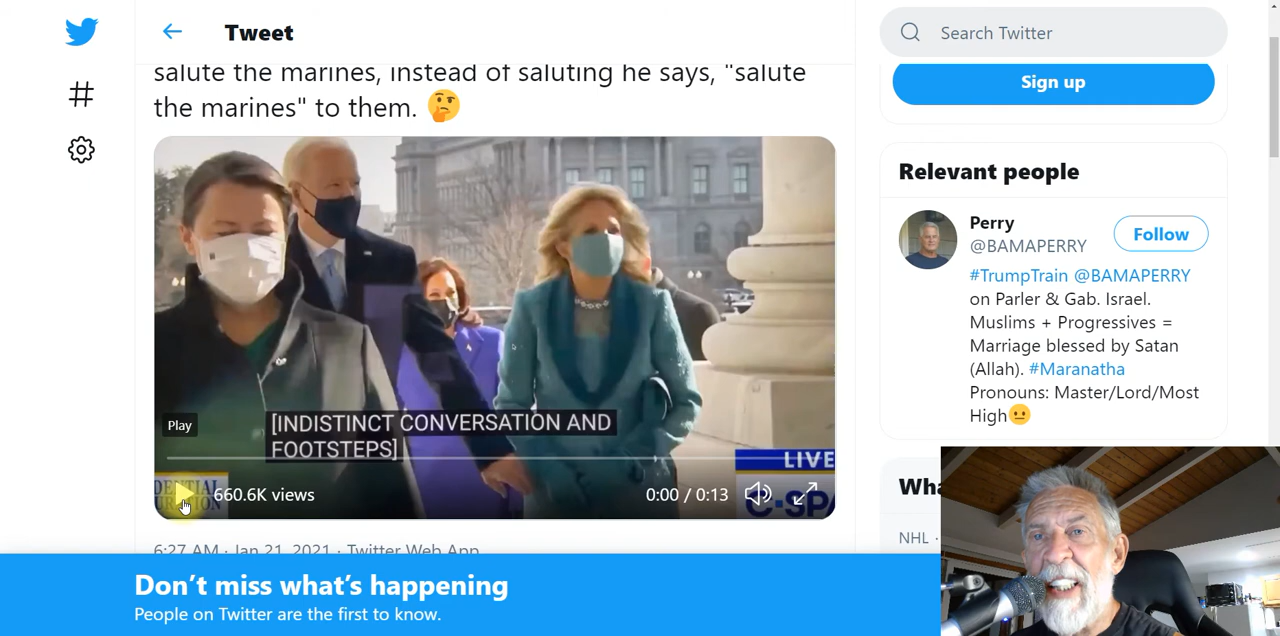 Tweet
Search Twitter
salute the marines, instead of saluting he says, "salute
the marines" to them. 🤔
Sign up
Relevant people
Perry
@BAMAPERRY
Follow
#TrumpTrain @BAMAPERRY
on Parler & Gab. Israel.
Muslims + Progressives =
Marriage blessed by Satan
(Allah). #Maranatha
Pronouns: Master/Lord/Most
High😐
Play
[INDISTINCT CONVERSATION AND
FOOTSTEPS]
LIVE
660.6K views
0:00 / 0:13
C-SPA
NHL ·
6:27 AM · Jan 21, 2021 · Twitter Web App
Don't miss what's happening
People on Twitter are the first to know.